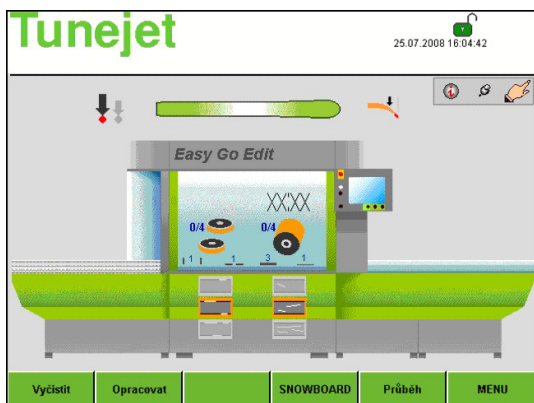 Tunejet
25.07.2008 16:04:42
Easy Go Edit
XX:XX
0/4
0/4
1 1 3 1
Vyčistit
Opracovat
SNOWBOARD
Průběh
MENU